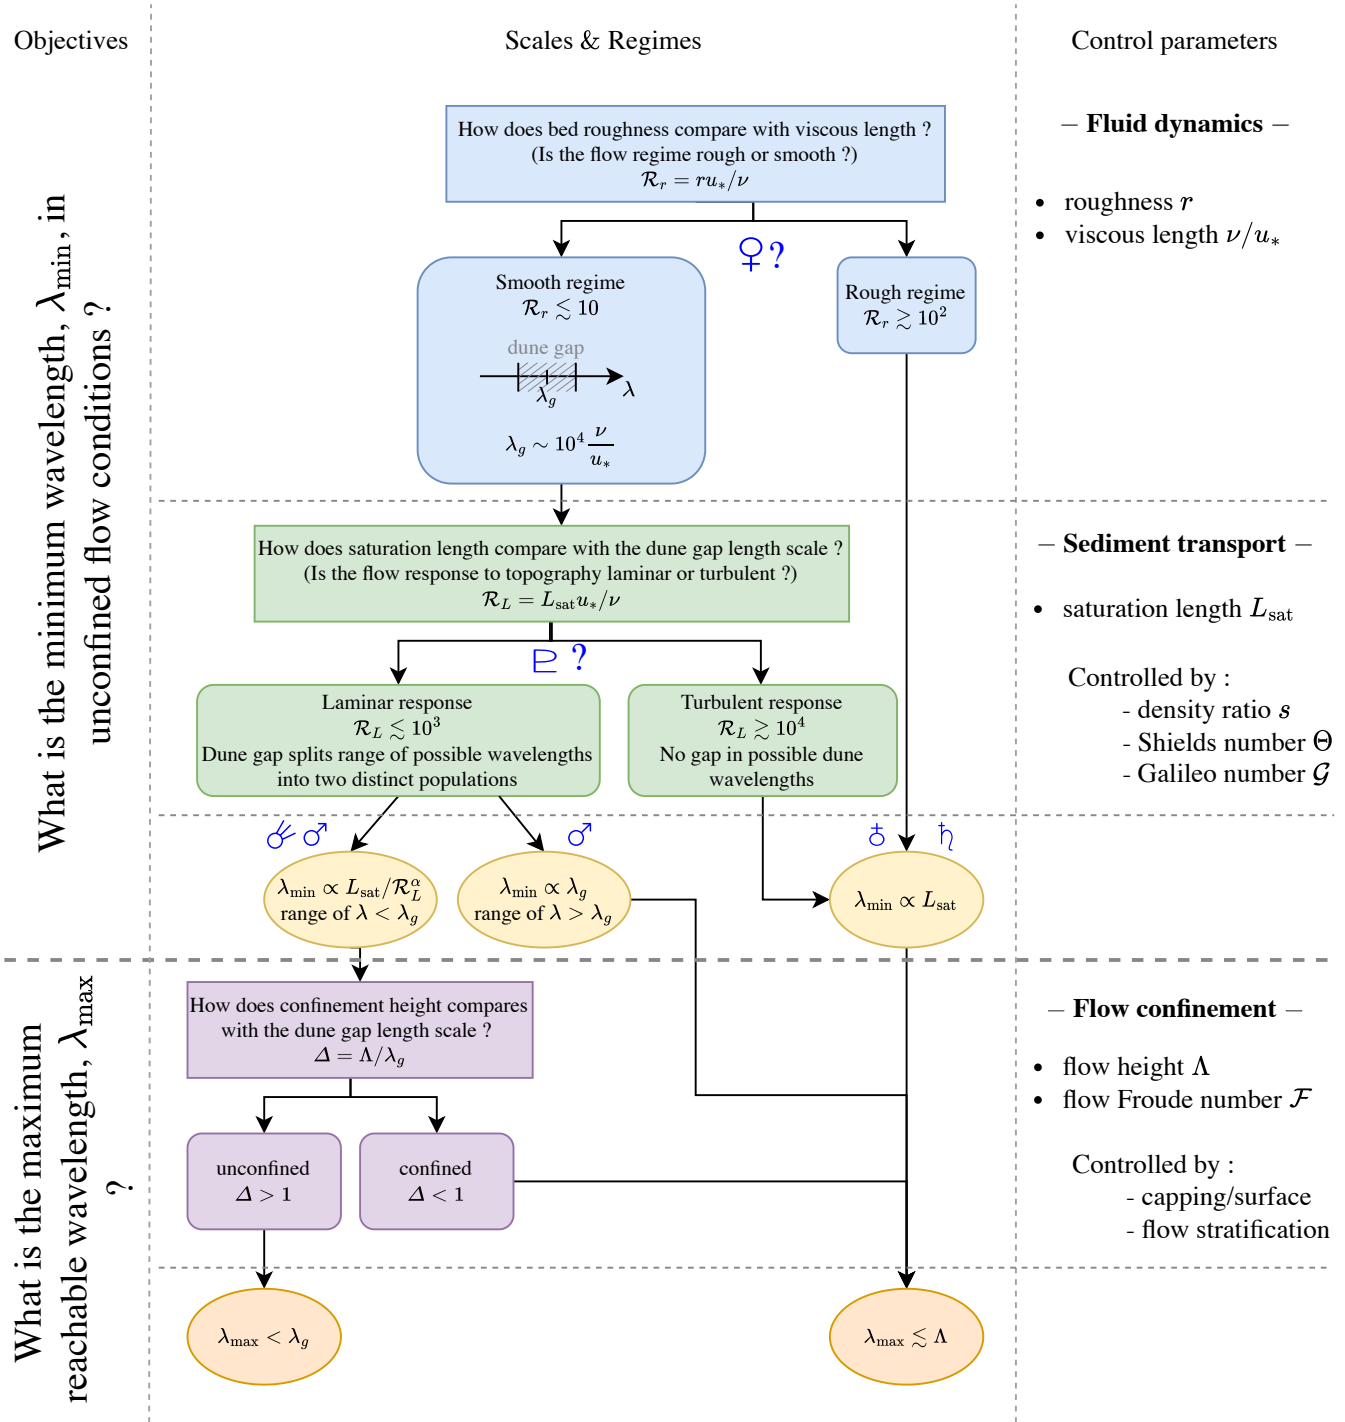 Objectives
Scales & Regimes
Control parameters
What is the minimum wavelength, λ_min, in
unconfined flow conditions ?
How does bed roughness compare with viscous length ?
(Is the flow regime rough or smooth ?)
ℛ_r = ru_*/ν
– Fluid dynamics –
• roughness r
• viscous length ν/u_*
♀?
Smooth regime
ℛ_r ≲ 10
dune gap
λ_g
λ
λ_g ∼ 10^4 ν/u_*
Rough regime
ℛ_r ≳ 10^2
How does saturation length compare with the dune gap length scale ?
(Is the flow response to topography laminar or turbulent ?)
ℛ_L = L_sat u_*/ν
– Sediment transport –
• saturation length L_sat
Controlled by :
- density ratio s
- Shields number Θ
- Galileo number 𝒢
♇ ?
Laminar response
ℛ_L ≲ 10^3
Dune gap splits range of possible wavelengths
into two distinct populations
Turbulent response
ℛ_L ≳ 10^4
No gap in possible dune
wavelengths
☄ ♂
♂
♁ ♄
λ_min ∝ L_sat/ℛ_L^α
range of λ < λ_g
λ_min ∝ λ_g
range of λ > λ_g
λ_min ∝ L_sat
What is the maximum
reachable wavelength, λ_max
?
How does confinement height compares
with the dune gap length scale ?
Δ = Λ/λ_g
– Flow confinement –
• flow height Λ
• flow Froude number ℱ
Controlled by :
- capping/surface
- flow stratification
unconfined
Δ > 1
confined
Δ < 1
λ_max < λ_g
λ_max ≲ Λ